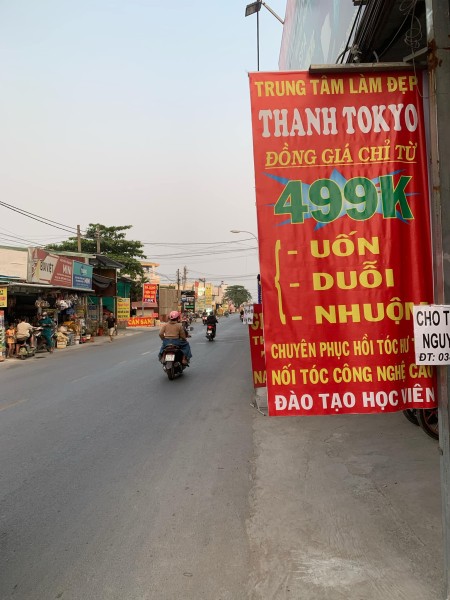 TRUNG TÂM LÀM ĐẸP
THANH TOKYO
ĐỒNG GIÁ CHỈ TỪ
499K
- UỐN
- DUỖI
- NHUỘM
CHUYÊN PHỤC HỒI TÓC HƯ
NỐI TÓC CÔNG NGHỆ
ĐÀO TẠO HỌC VIÊN
CHO T
NGUY
ĐT: 03